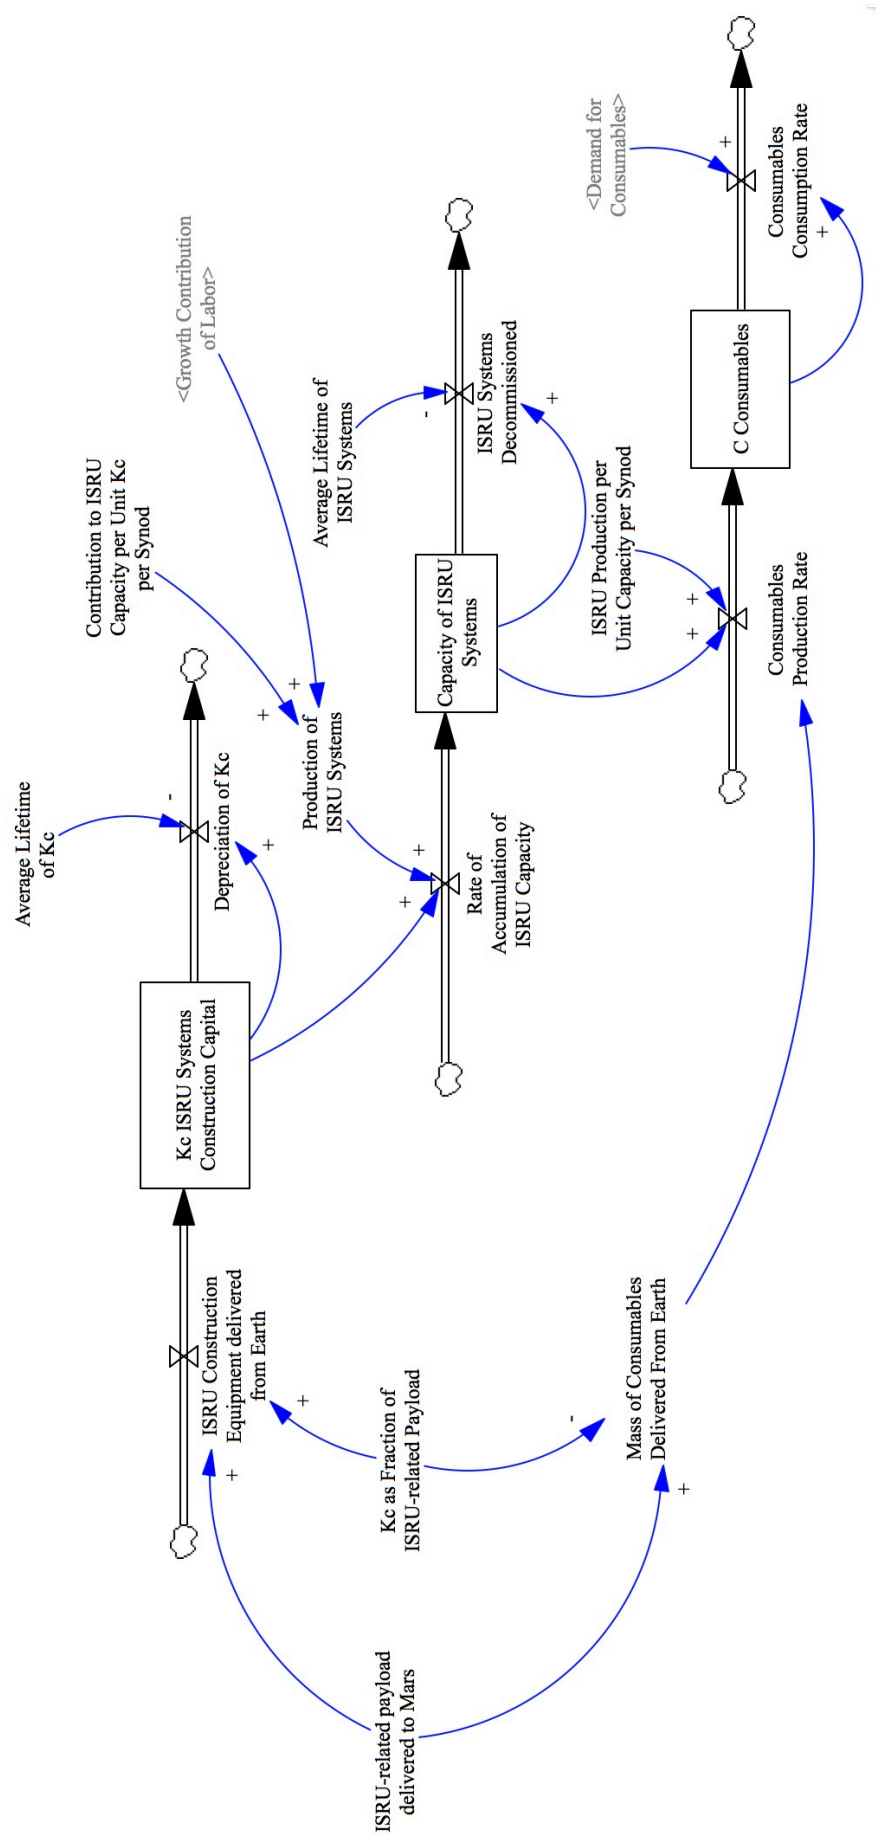 ISRU-related payload
delivered to Mars
+
+
ISRU Construction
Equipment delivered
from Earth
+
Kc as Fraction of
ISRU-related Payload
-
Mass of Consumables
Delivered From Earth
Kc ISRU Systems
Construction Capital
Average Lifetime
of Kc
-
Depreciation of Kc
+
Contribution to ISRU
Capacity per Unit Kc
per Synod
<Growth Contribution
of Labor>
+
+
Production of
ISRU Systems
+
+
Rate of
Accumulation of
ISRU Capacity
Capacity of ISRU
Systems
Average Lifetime of
ISRU Systems
-
ISRU Systems
Decommissioned
+
ISRU Production per
Unit Capacity per Synod
+
+
Consumables
Production Rate
C Consumables
<Demand for
Consumables>
+
Consumables
Consumption Rate
+